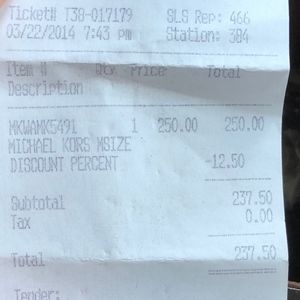 Ticket# T38-017179 SLS Rep: 466
03/22/2014 7:43 pm Station: 384
Item # Qty Price Total
Description
MKWAMK5491 1 250.00 250.00
MICHAEL KORS MSIZE
DISCOUNT PERCENT -12.50
Subtotal 237.50
Tax 0.00
Total 237.50
Tender: